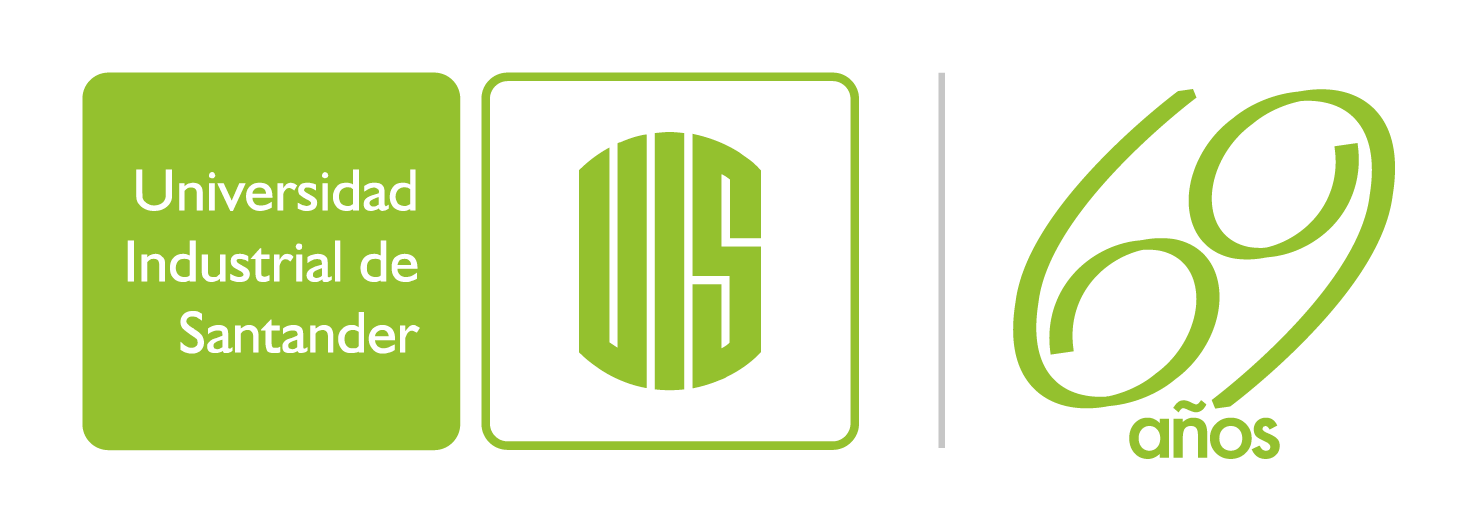 Universidad
Industrial de
Santander
UIS
69
años